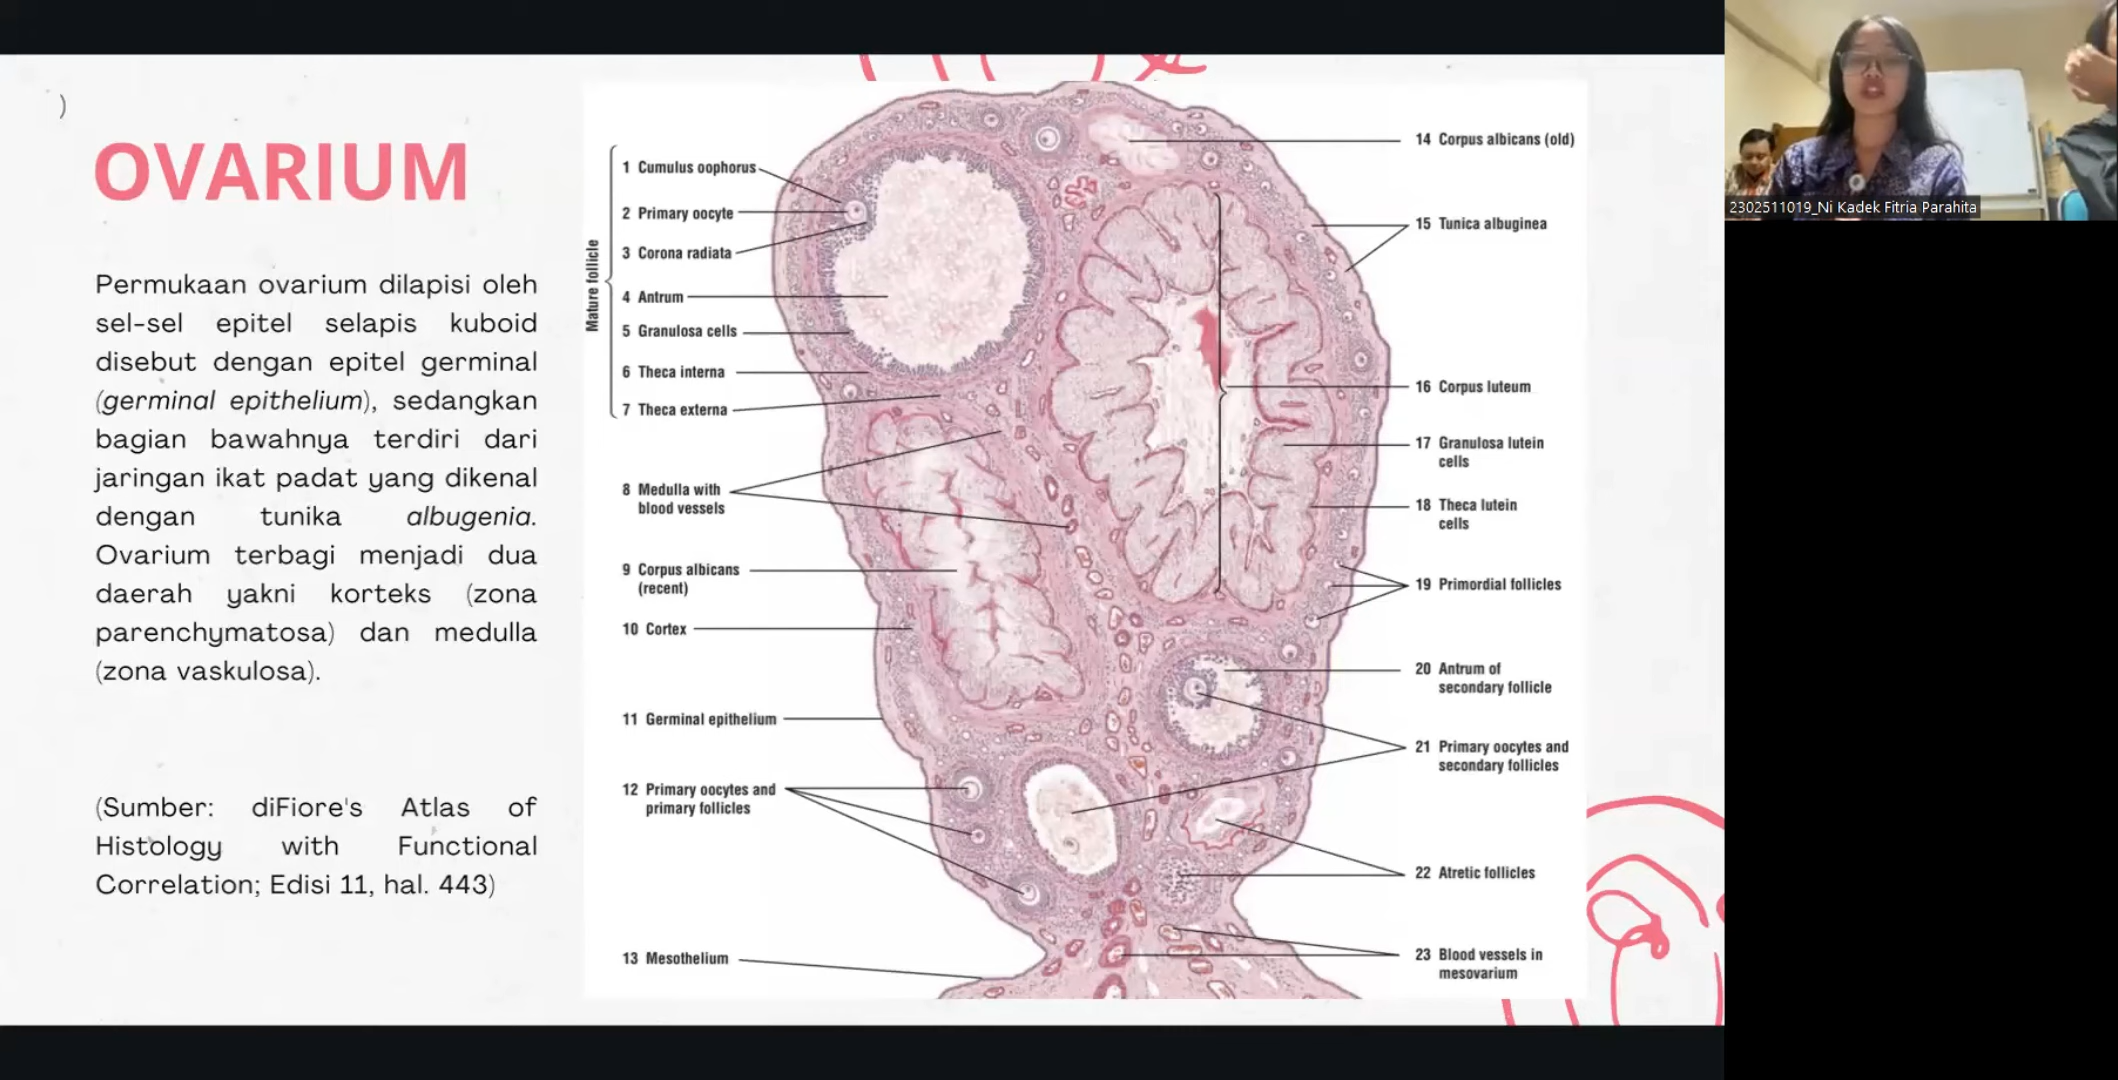 )
OVARIUM
Permukaan ovarium dilapisi oleh
sel-sel epitel selapis kuboid
disebut dengan epitel germinal
(germinal epithelium), sedangkan
bagian bawahnya terdiri dari
jaringan ikat padat yang dikenal
dengan tunika albugenia.
Ovarium terbagi menjadi dua
daerah yakni korteks (zona
parenchymatosa) dan medulla
(zona vaskulosa).
(Sumber: diFiore's Atlas of
Histology with Functional
Correlation; Edisi 11, hal. 443)
Mature follicle
1 Cumulus oophorus
2 Primary oocyte
3 Corona radiata
4 Antrum
5 Granulosa cells
6 Theca interna
7 Theca externa
8 Medulla with
blood vessels
9 Corpus albicans
(recent)
10 Cortex
11 Germinal epithelium
12 Primary oocytes and
primary follicles
13 Mesothelium
14 Corpus albicans (old)
15 Tunica albuginea
16 Corpus luteum
17 Granulosa lutein
cells
18 Theca lutein
cells
19 Primordial follicles
20 Antrum of
secondary follicle
21 Primary oocytes and
secondary follicles
22 Atretic follicles
23 Blood vessels in
mesovarium
2302511019_Ni Kadek Fitria Parahita